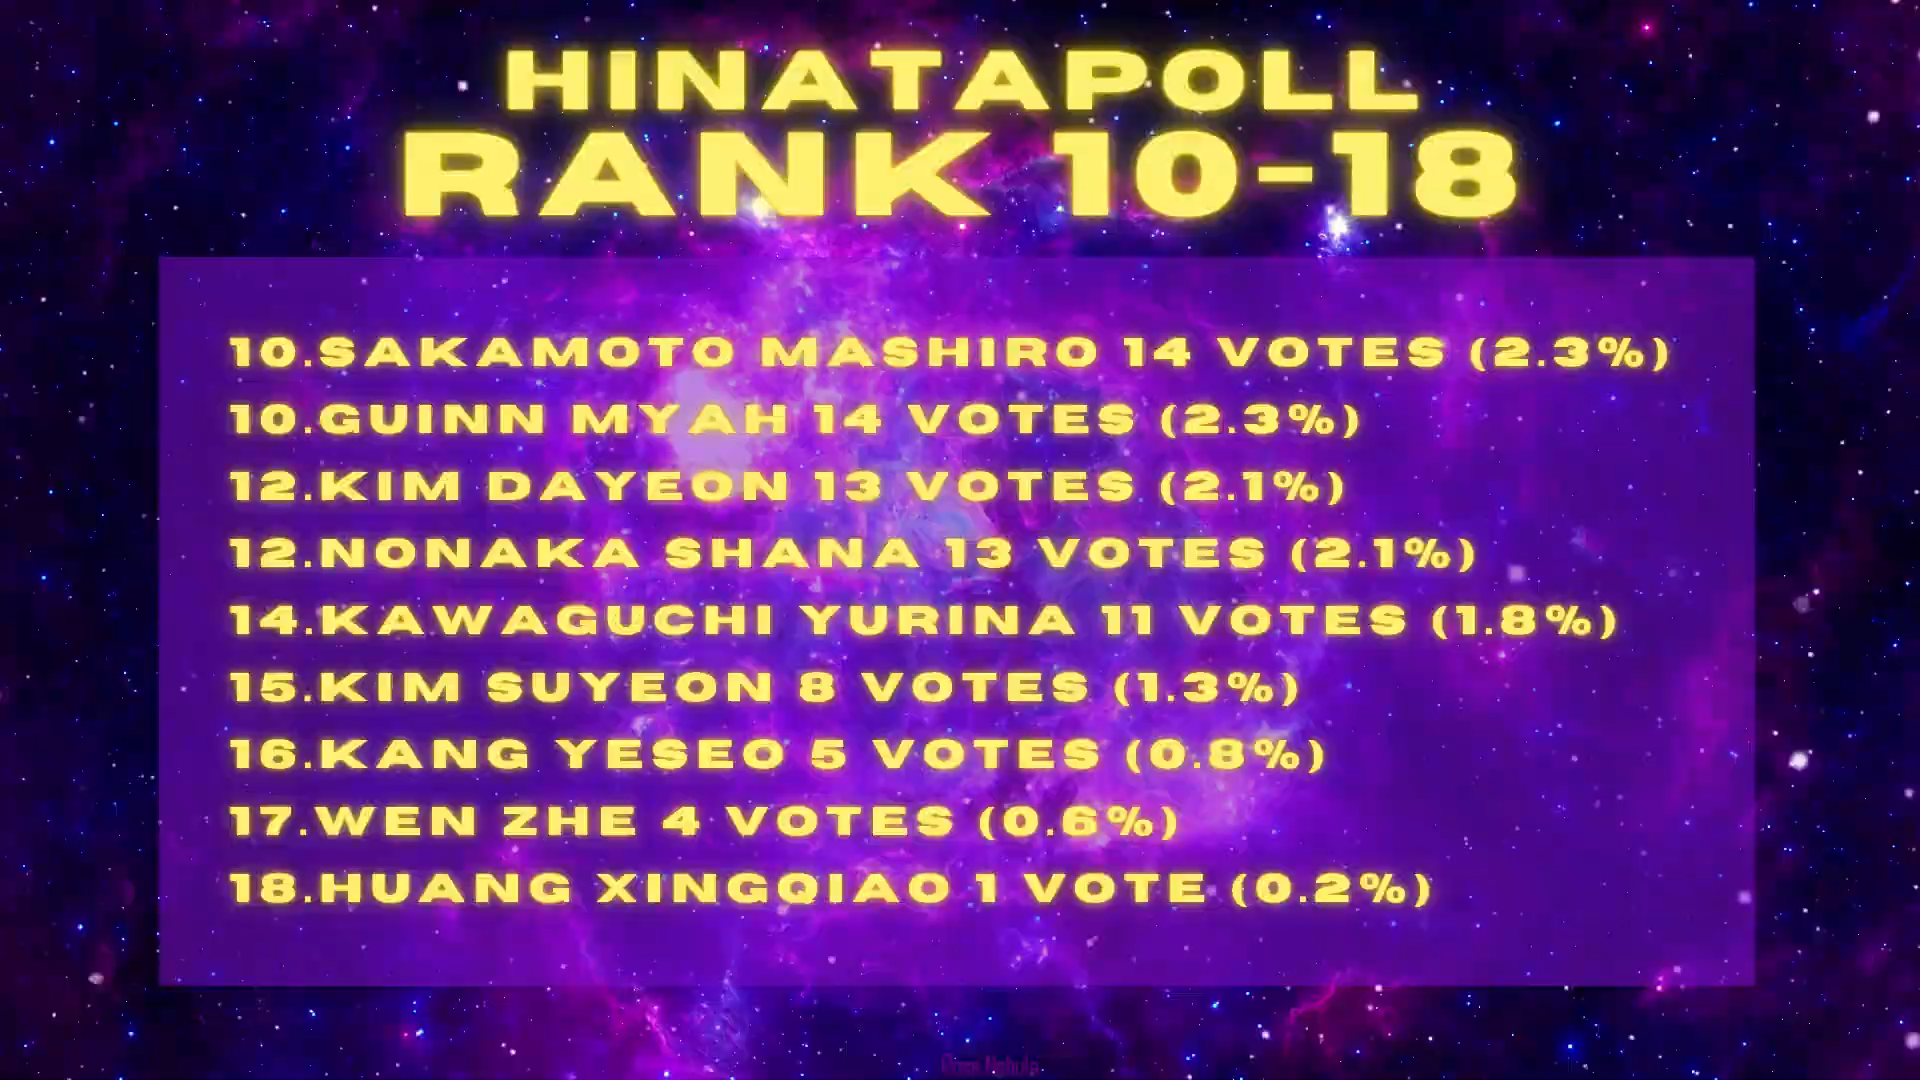 HINATAPOLL
RANK 10-18
10.SAKAMOTO MASHIRO 14 VOTES (2.3%)
10.GUINN MYAH 14 VOTES (2.3%)
12.KIM DAYEON 13 VOTES (2.1%)
12.NONAKA SHANA 13 VOTES (2.1%)
14.KAWAGUCHI YURINA 11 VOTES (1.8%)
15.KIM SUYEON 8 VOTES (1.3%)
16.KANG YESEO 5 VOTES (0.8%)
17.WEN ZHE 4 VOTES (0.6%)
18.HUANG XINGQIAO 1 VOTE (0.2%)